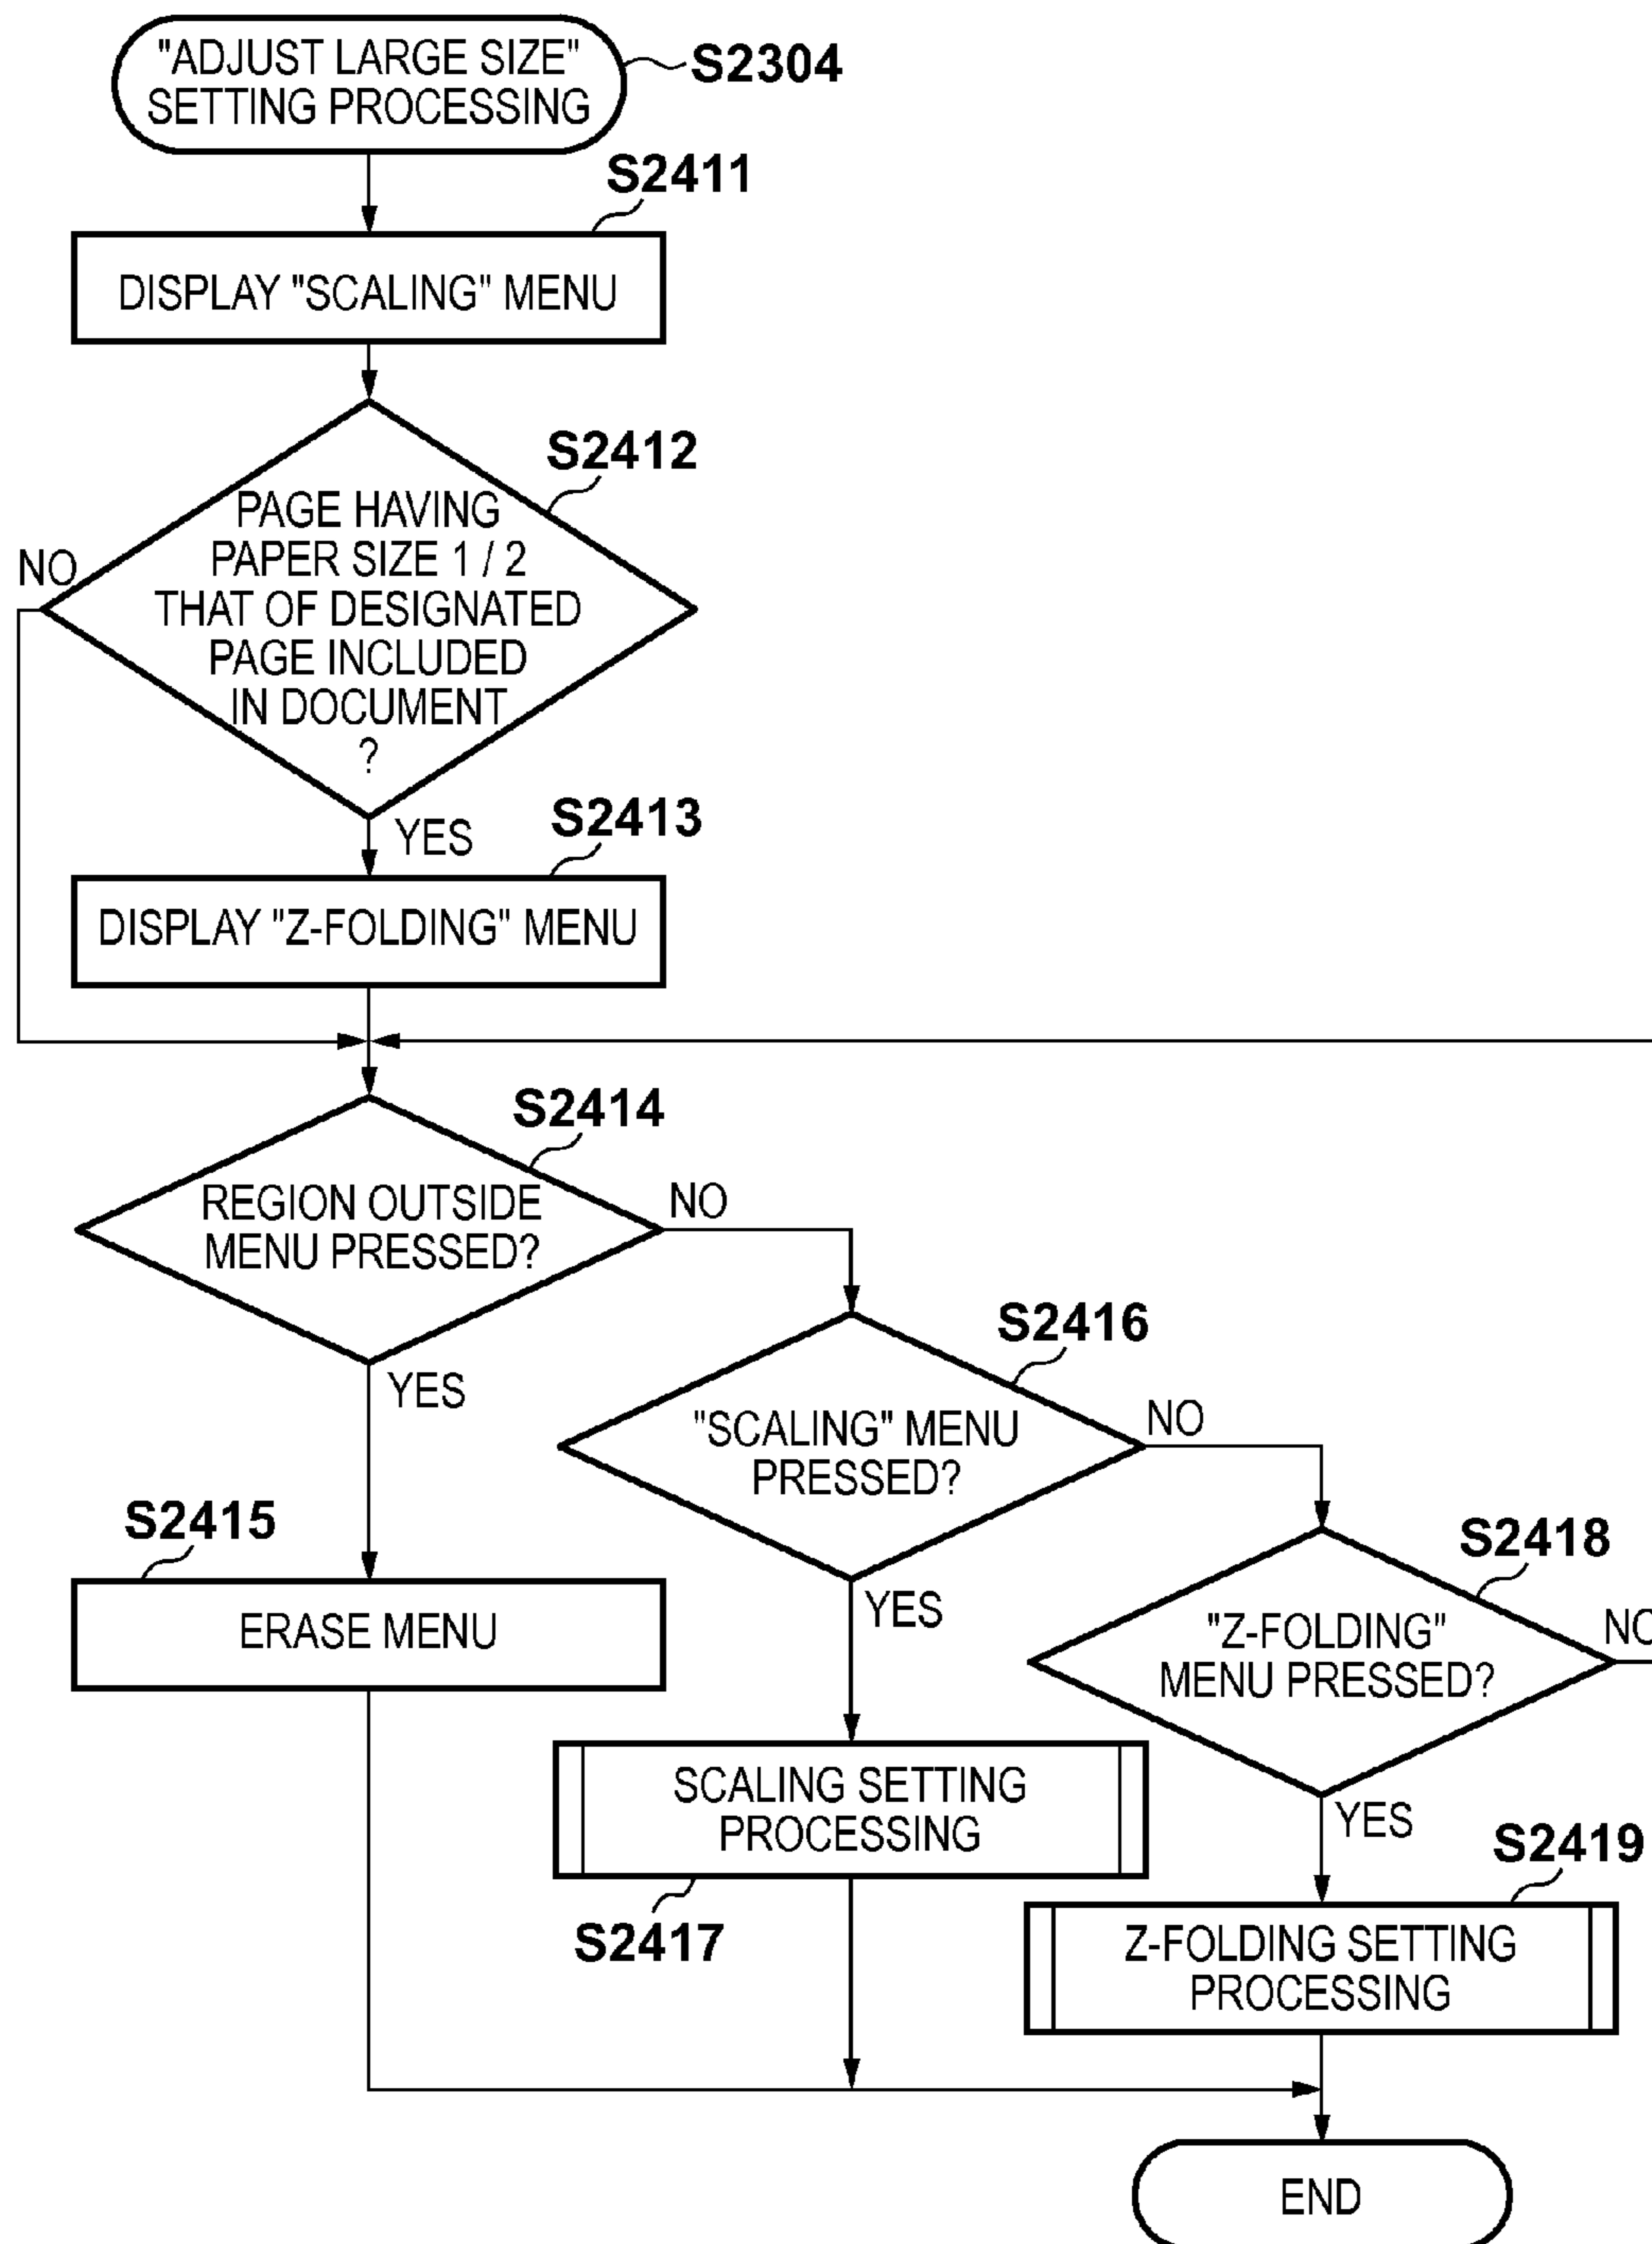 "ADJUST LARGE SIZE"
SETTING PROCESSING
S2304
S2411
DISPLAY "SCALING" MENU
S2412
PAGE HAVING
PAPER SIZE 1 / 2
THAT OF DESIGNATED
PAGE INCLUDED
IN DOCUMENT
?
NO
YES
S2413
DISPLAY "Z-FOLDING" MENU
S2414
REGION OUTSIDE
MENU PRESSED?
NO
YES
S2416
"SCALING" MENU
PRESSED?
NO
YES
S2415
ERASE MENU
S2418
"Z-FOLDING"
MENU PRESSED?
NO
YES
SCALING SETTING
PROCESSING
S2417
S2419
Z-FOLDING SETTING
PROCESSING
END